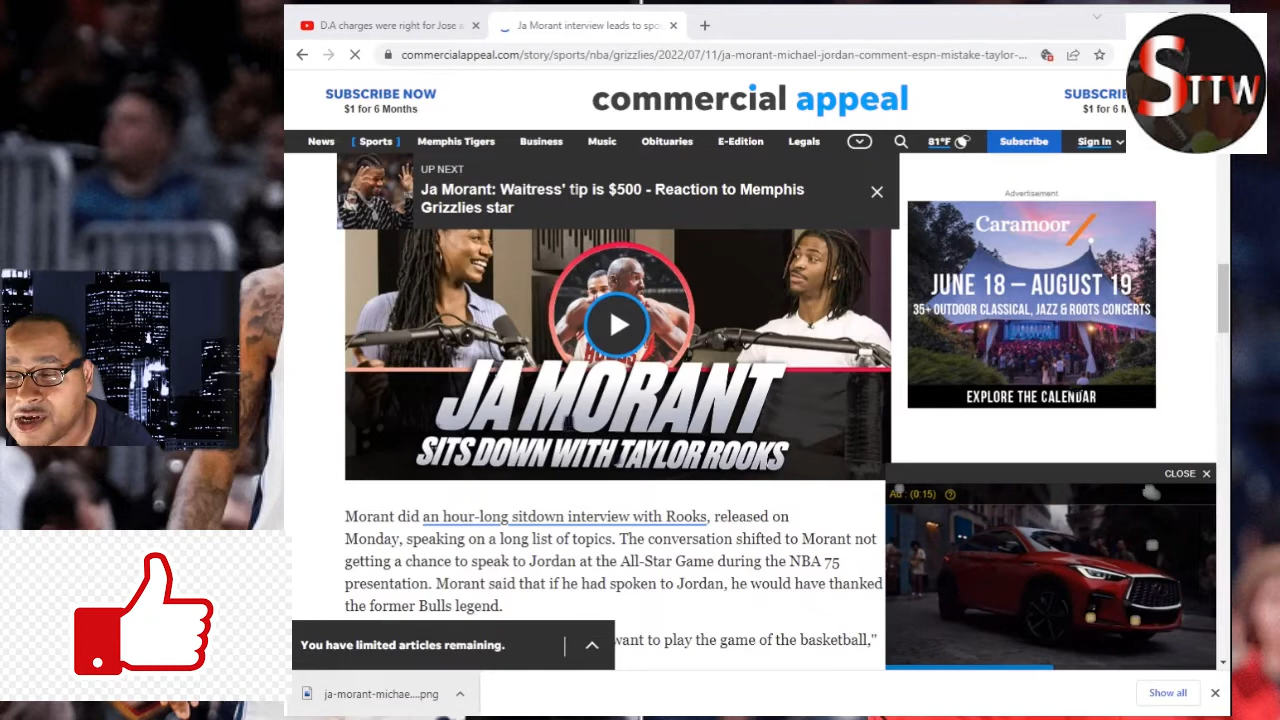 D.A charges were right for Jose a
Ja Morant interview leads to spo
commercialappeal.com/story/sports/nba/grizzlies/2022/07/11/ja-morant-michael-jordan-comment-espn-mistake-taylor-...
STTW
SUBSCRIBE NOW
$1 for 6 Months
commercial appeal
SUBSCRIB
$1 for 6 M
News [ Sports ] Memphis Tigers Business Music Obituaries E-Edition Legals 81°F Subscribe Sign In
UP NEXT
Ja Morant: Waitress' tip is $500 - Reaction to Memphis
Grizzlies star
JA MORANT
SITS DOWN WITH TAYLOR ROOKS
Advertisement
Caramoor
JUNE 18 – AUGUST 19
35+ OUTDOOR CLASSICAL, JAZZ & ROOTS CONCERTS
EXPLORE THE CALENDAR
CLOSE X
Ad : (0:15)
Morant did an hour-long sitdown interview with Rooks, released on
Monday, speaking on a long list of topics. The conversation shifted to Morant not
getting a chance to speak to Jordan at the All-Star Game during the NBA 75
presentation. Morant said that if he had spoken to Jordan, he would have thanked
the former Bulls legend.
want to play the game of the basketball,"
You have limited articles remaining.
ja-morant-michae....png
Show all